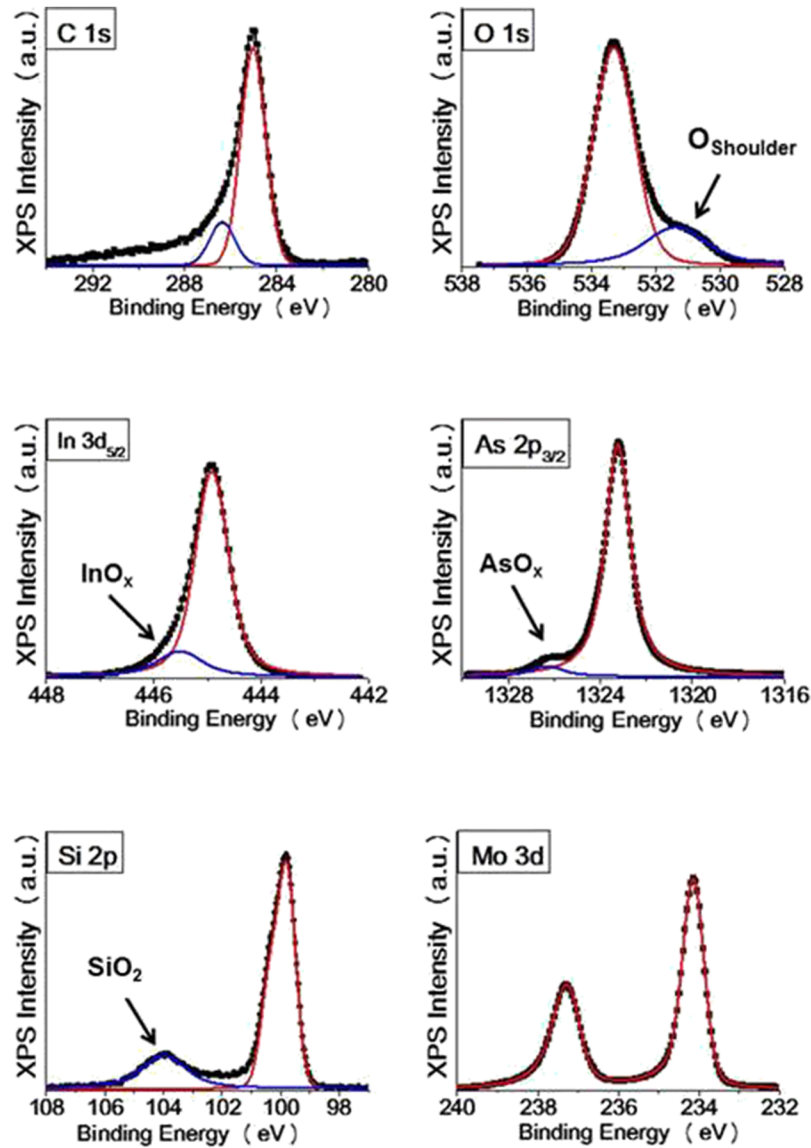 C 1s
XPS Intensity (a.u.)
292 288 284 280
Binding Energy (eV)
O 1s
O Shoulder
XPS Intensity (a.u.)
538 536 534 532 530 528
Binding Energy (eV)
In 3d5/2
InOx
XPS Intensity (a.u.)
448 446 444 442
Binding Energy (eV)
As 2p3/2
AsOx
XPS Intensity (a.u.)
1328 1324 1320 1316
Binding Energy (eV)
Si 2p
SiO2
XPS Intensity (a.u.)
108 106 104 102 100 98
Binding Energy (eV)
Mo 3d
XPS Intensity (a.u.)
240 238 236 234 232
Binding Energy (eV)